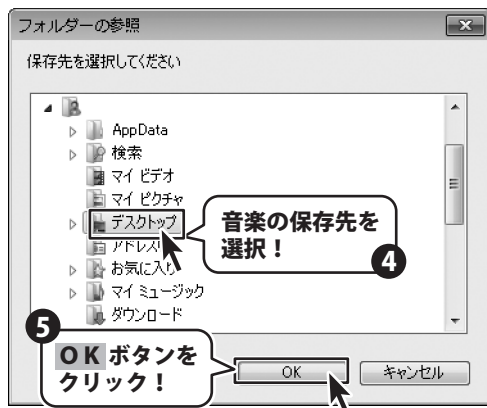 フォルダーの参照
保存先を選択してください
AppData
検索
マイ ビデオ
マイ ピクチャ
デスクトップ
音楽の保存先を
選択！
4
アドレス
お気に入り
マイ ミュージック
ダウンロード
5
OK ボタンを
クリック！
OK
キャンセル